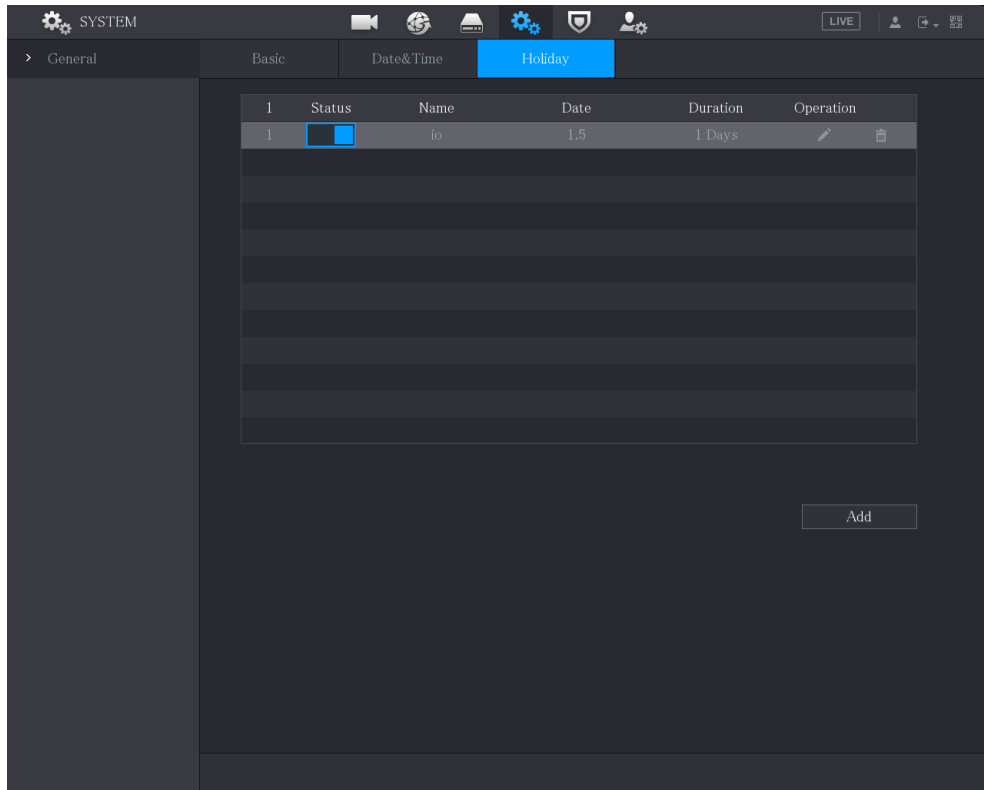 SYSTEM LIVE
General Basic Date&Time Holiday
1 Status Name Date Duration Operation
1 io 1.5 1 Days
Add